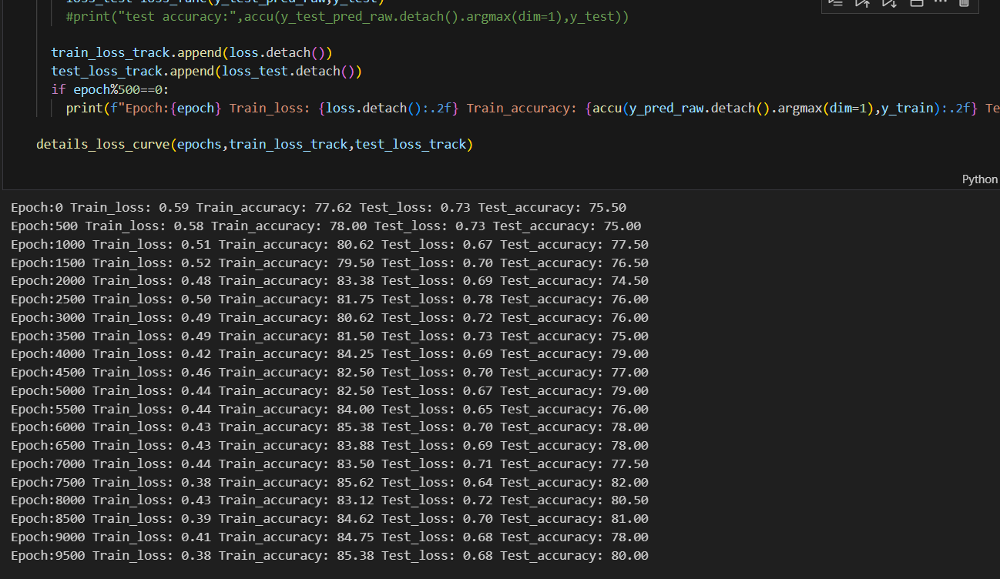 loss_test=loss_func(y_test_pred_raw,y_test)
#print("test accuracy:",accu(y_test_pred_raw.detach().argmax(dim=1),y_test))
train_loss_track.append(loss.detach())
test_loss_track.append(loss_test.detach())
if epoch%500==0:
print(f"Epoch:{epoch} Train_loss: {loss.detach():.2f} Train_accuracy: {accu(y_pred_raw.detach().argmax(dim=1),y_train):.2f} Te
details_loss_curve(epochs,train_loss_track,test_loss_track)
Python
Epoch:0 Train_loss: 0.59 Train_accuracy: 77.62 Test_loss: 0.73 Test_accuracy: 75.50
Epoch:500 Train_loss: 0.58 Train_accuracy: 78.00 Test_loss: 0.73 Test_accuracy: 75.00
Epoch:1000 Train_loss: 0.51 Train_accuracy: 80.62 Test_loss: 0.67 Test_accuracy: 77.50
Epoch:1500 Train_loss: 0.52 Train_accuracy: 79.50 Test_loss: 0.70 Test_accuracy: 76.50
Epoch:2000 Train_loss: 0.48 Train_accuracy: 83.38 Test_loss: 0.69 Test_accuracy: 74.50
Epoch:2500 Train_loss: 0.50 Train_accuracy: 81.75 Test_loss: 0.78 Test_accuracy: 76.00
Epoch:3000 Train_loss: 0.49 Train_accuracy: 80.62 Test_loss: 0.72 Test_accuracy: 76.00
Epoch:3500 Train_loss: 0.49 Train_accuracy: 81.50 Test_loss: 0.73 Test_accuracy: 75.00
Epoch:4000 Train_loss: 0.42 Train_accuracy: 84.25 Test_loss: 0.69 Test_accuracy: 79.00
Epoch:4500 Train_loss: 0.46 Train_accuracy: 82.50 Test_loss: 0.70 Test_accuracy: 77.00
Epoch:5000 Train_loss: 0.44 Train_accuracy: 82.50 Test_loss: 0.67 Test_accuracy: 79.00
Epoch:5500 Train_loss: 0.44 Train_accuracy: 84.00 Test_loss: 0.65 Test_accuracy: 76.00
Epoch:6000 Train_loss: 0.43 Train_accuracy: 85.38 Test_loss: 0.70 Test_accuracy: 78.00
Epoch:6500 Train_loss: 0.43 Train_accuracy: 83.88 Test_loss: 0.69 Test_accuracy: 78.00
Epoch:7000 Train_loss: 0.44 Train_accuracy: 83.50 Test_loss: 0.71 Test_accuracy: 77.50
Epoch:7500 Train_loss: 0.38 Train_accuracy: 85.62 Test_loss: 0.64 Test_accuracy: 82.00
Epoch:8000 Train_loss: 0.43 Train_accuracy: 83.12 Test_loss: 0.72 Test_accuracy: 80.50
Epoch:8500 Train_loss: 0.39 Train_accuracy: 84.62 Test_loss: 0.70 Test_accuracy: 81.00
Epoch:9000 Train_loss: 0.41 Train_accuracy: 84.75 Test_loss: 0.68 Test_accuracy: 78.00
Epoch:9500 Train_loss: 0.38 Train_accuracy: 85.38 Test_loss: 0.68 Test_accuracy: 80.00